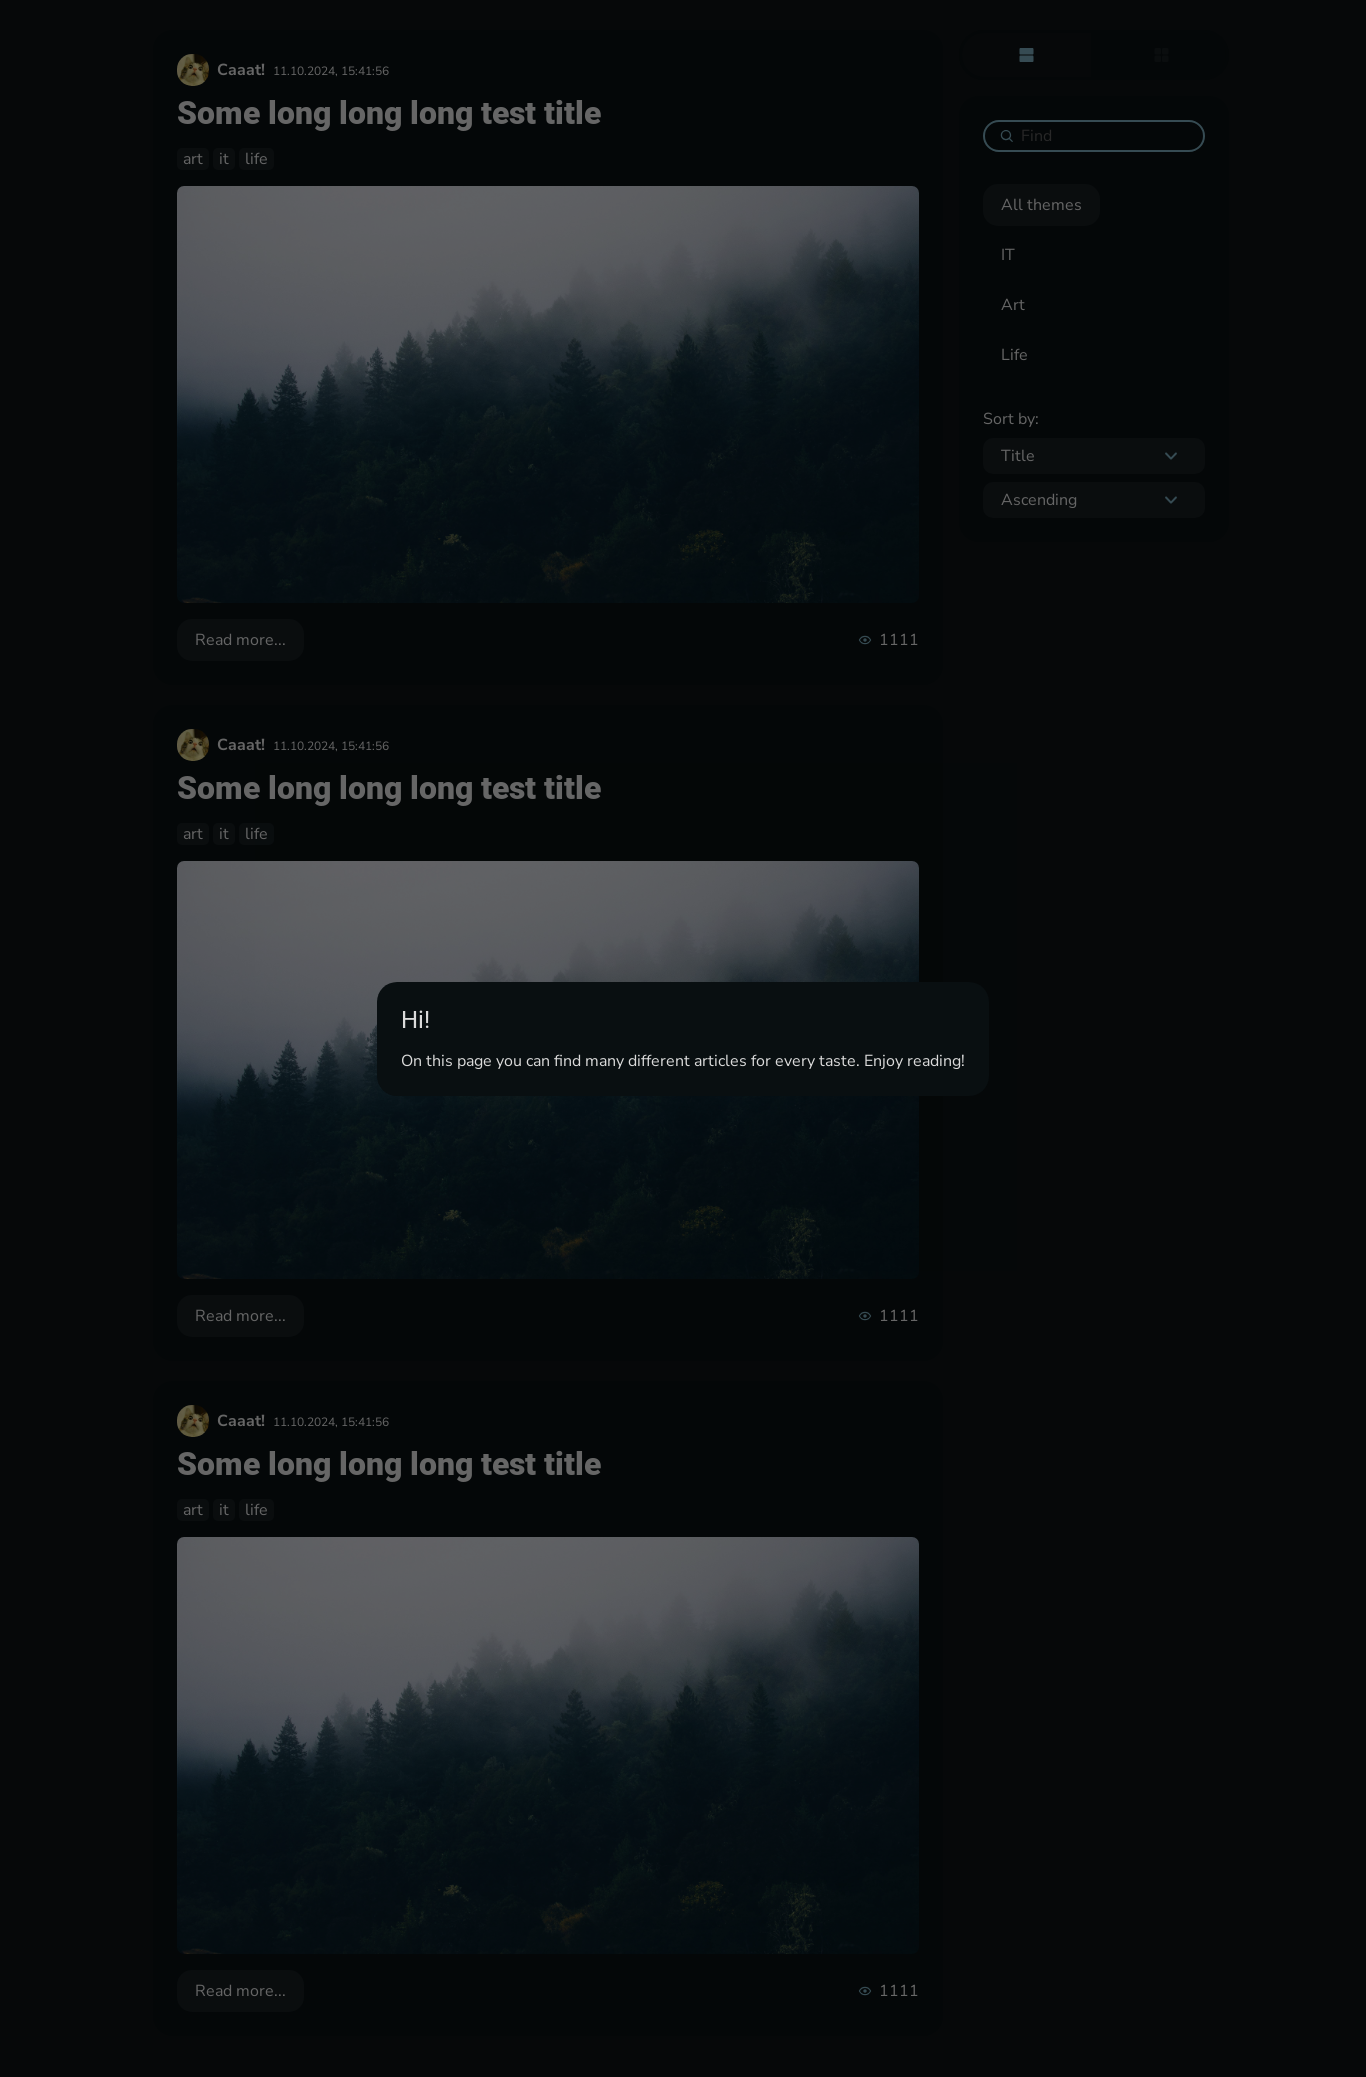 Caaat! 11.10.2024, 15:41:56
Some long long long test title
art it life
Read more...
1111
Caaat! 11.10.2024, 15:41:56
Some long long long test title
art it life
Hi!
On this page you can find many different articles for every taste. Enjoy reading!
Read more...
1111
Caaat! 11.10.2024, 15:41:56
Some long long long test title
art it life
Read more...
1111
Find
All themes
IT
Art
Life
Sort by:
Title
Ascending